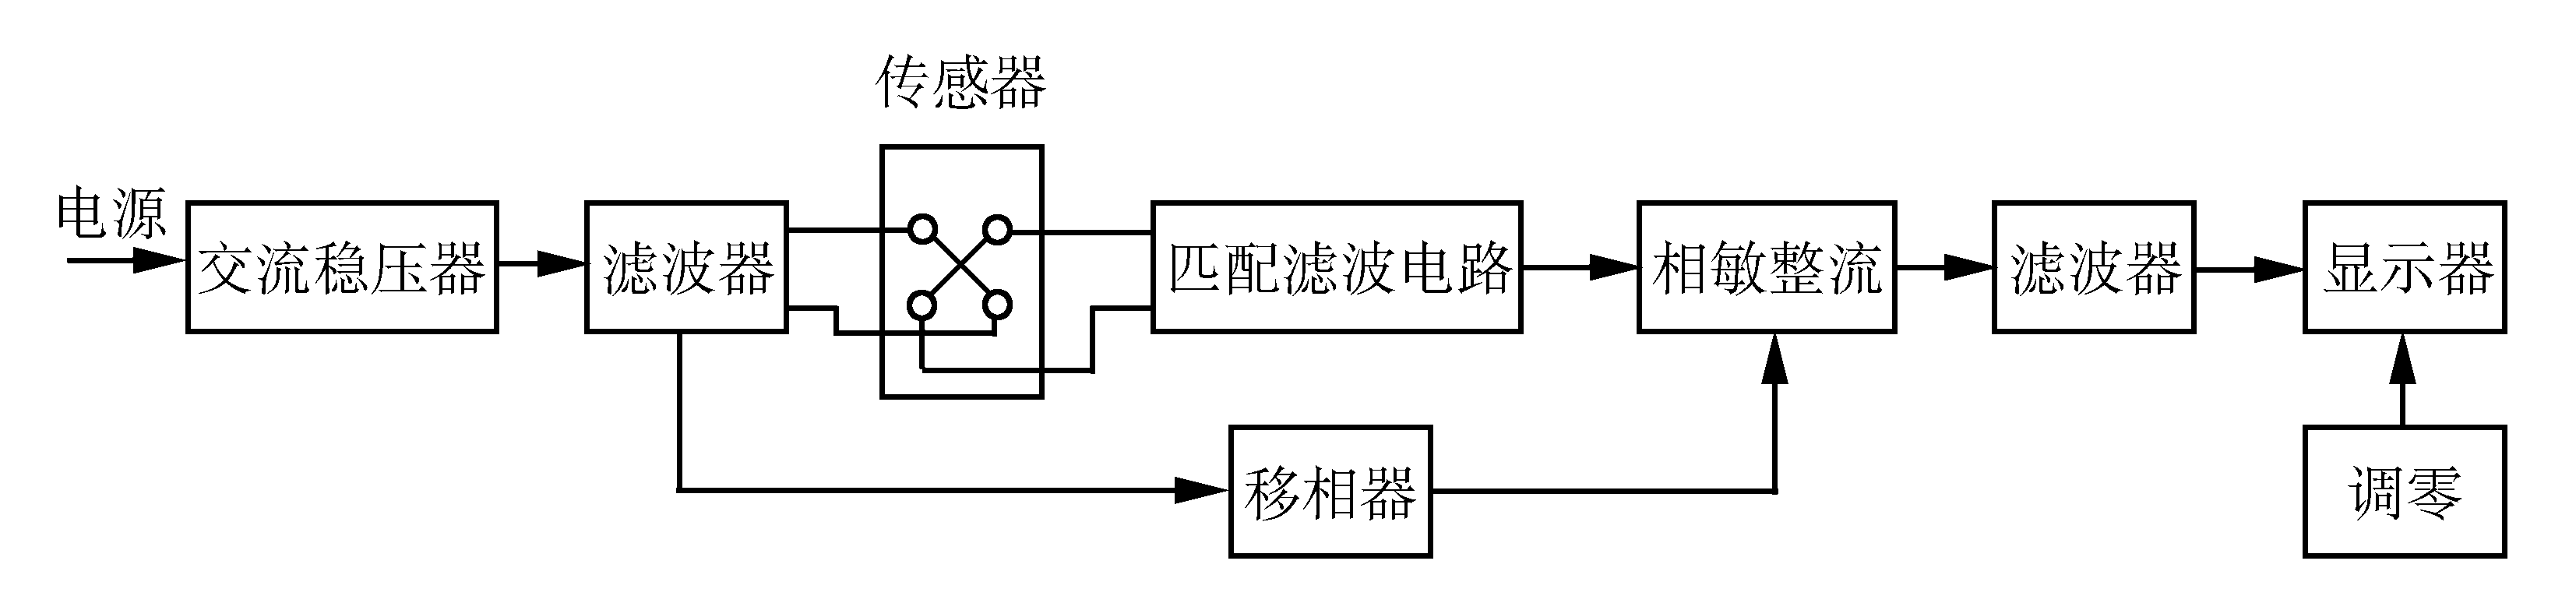 传感器
电源
交流稳压器
滤波器
匹配滤波电路
相敏整流
滤波器
显示器
移相器
调零